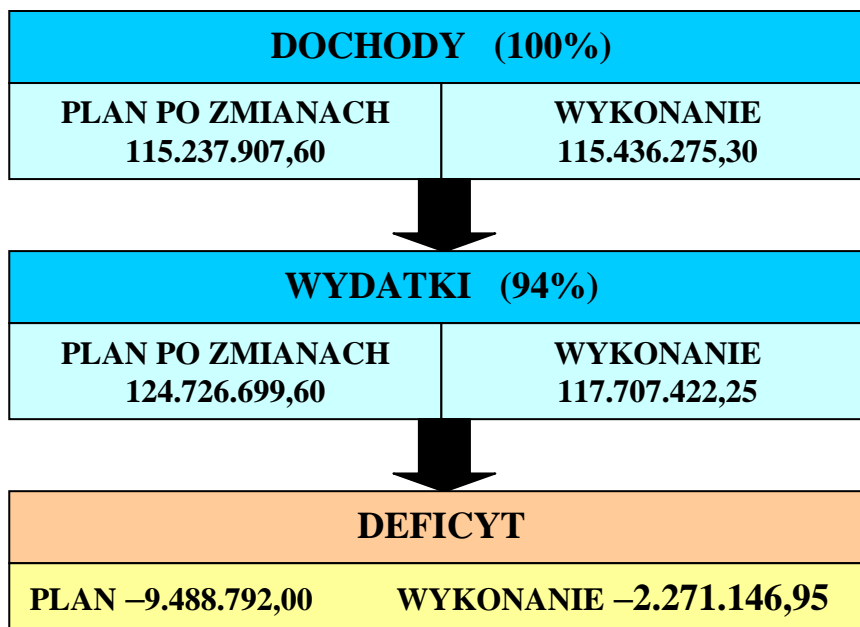 DOCHODY (100%)
PLAN PO ZMIANACH
115.237.907,60
WYKONANIE
115.436.275,30
WYDATKI (94%)
PLAN PO ZMIANACH
124.726.699,60
WYKONANIE
117.707.422,25
DEFICYT
PLAN –9.488.792,00 WYKONANIE –2.271.146,95